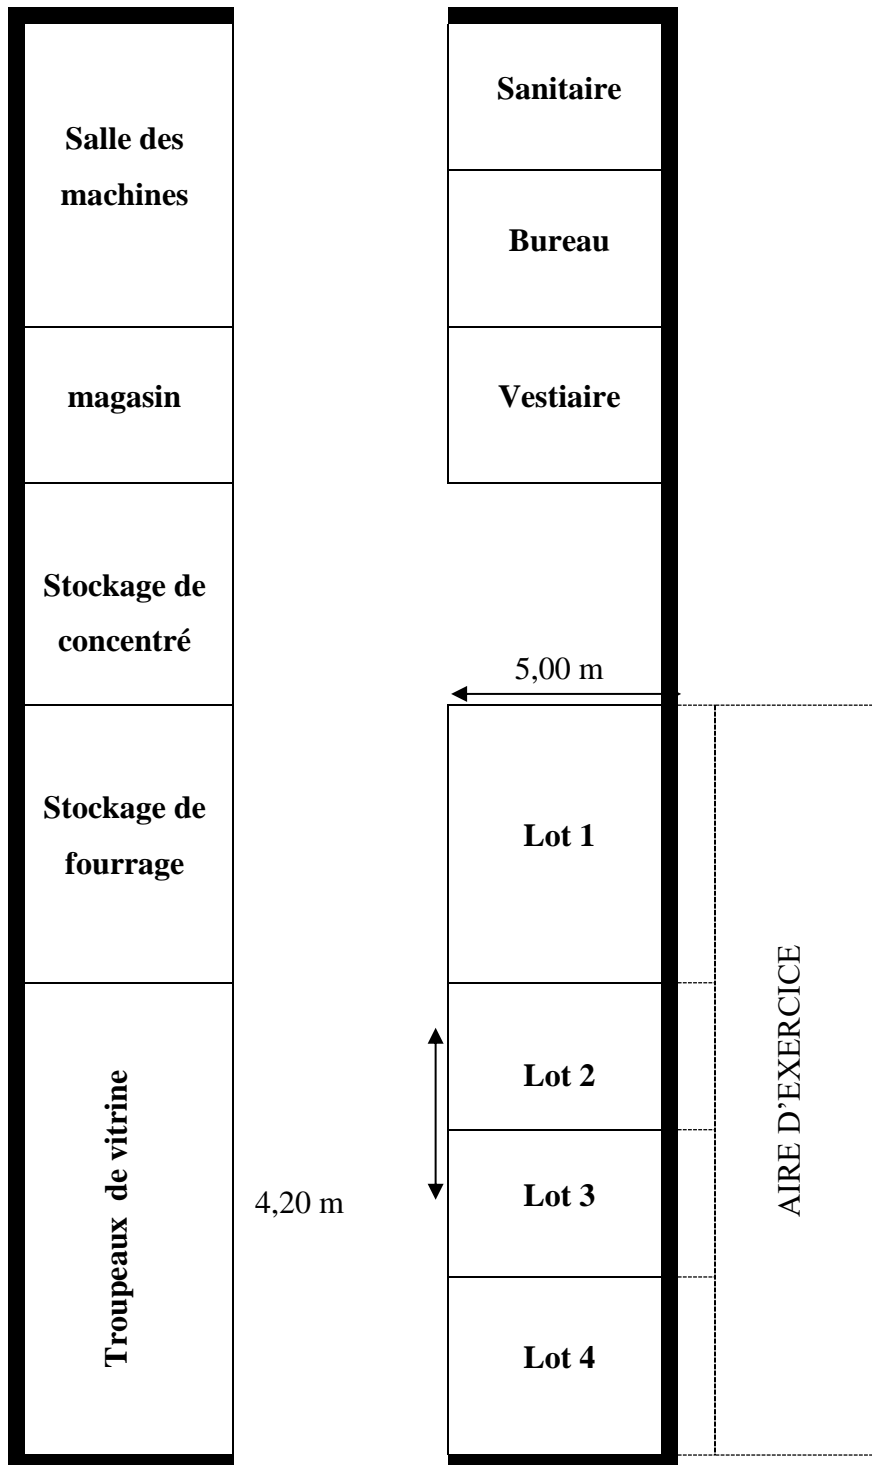 Salle des
machines
magasin
Stockage de
concentré
Stockage de
fourrage
Troupeaux de vitrine
4,20 m
Sanitaire
Bureau
Vestiaire
5,00 m
Lot 1
Lot 2
Lot 3
Lot 4
AIRE D’EXERCICE